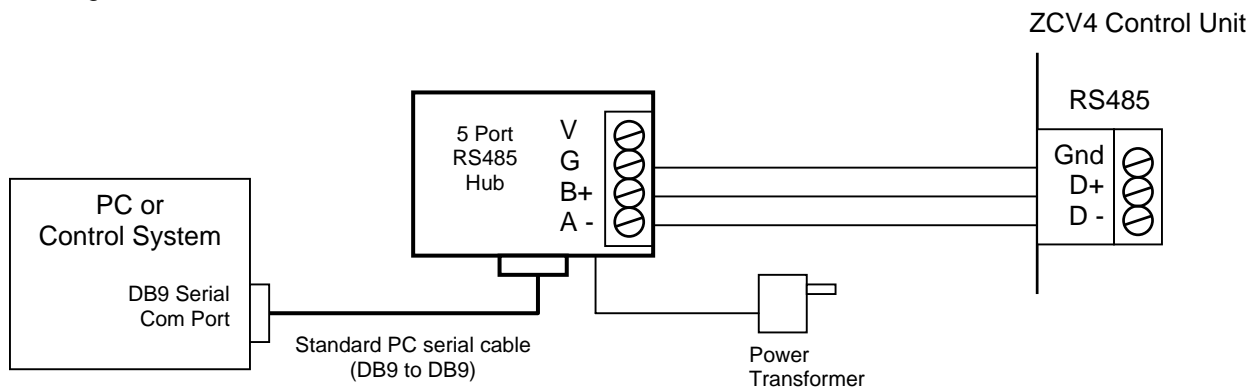 ZCV4 Control Unit
RS485
Gnd
D+
D -
5 Port
RS485
Hub
V
G
B+
A -
PC or
Control System
DB9 Serial
Com Port
Standard PC serial cable
(DB9 to DB9)
Power
Transformer